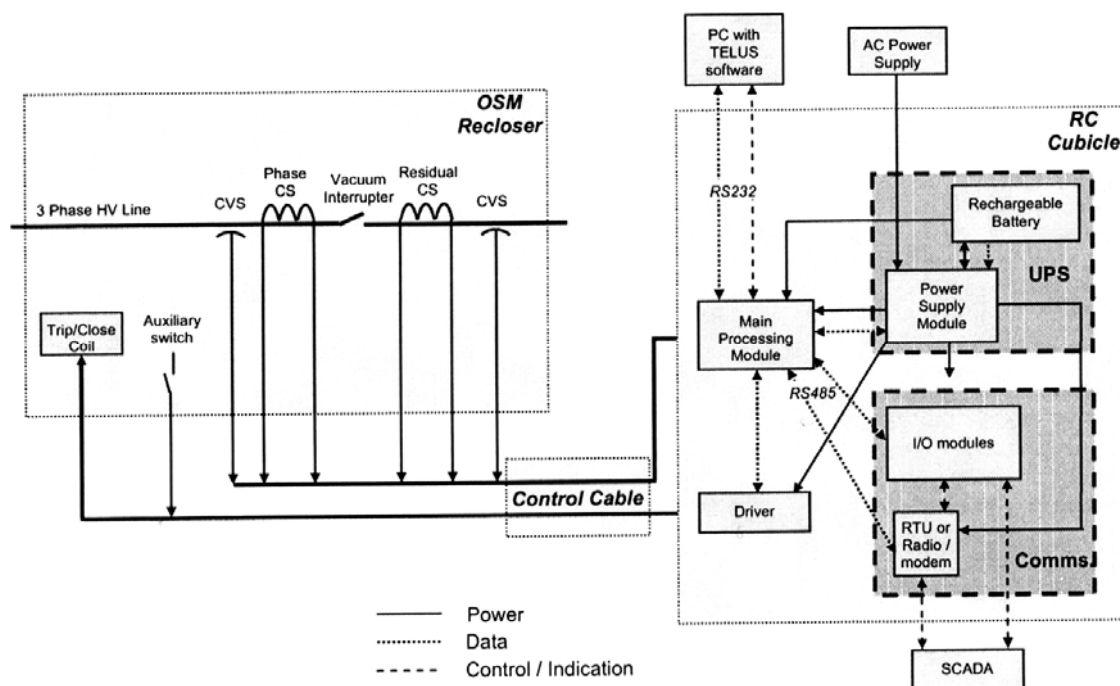 PC with
TELUS
software
AC Power
Supply
OSM
Recloser
RC
Cubicle
Phase
CS
Vacuum
Interrupter
Residual
CS
3 Phase HV Line
CVS
CVS
RS232
Rechargeable
Battery
UPS
Power
Supply
Module
Trip/Close
Coil
Auxiliary
switch
Main
Processing
Module
RS485
I/O modules
Control Cable
Driver
RTU or
Radio /
modem
Comms.
Power
Data
Control / Indication
SCADA